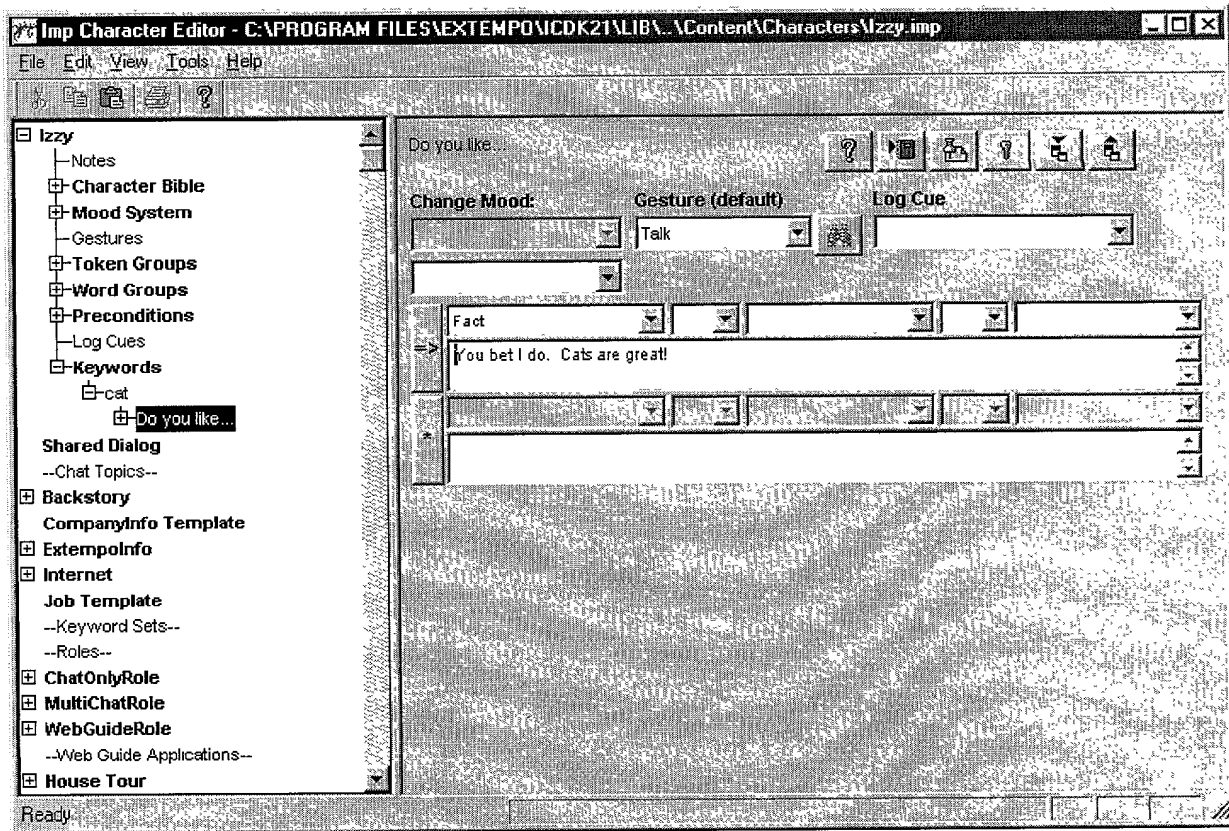 Imp Character Editor - C:\PROGRAM FILES\EXTEMPO\ICDK21\LIB\..\Content\Characters\Izzy.imp
File Edit View Tools Help
Izzy
Notes
Character Bible
Mood System
Gestures
Token Groups
Word Groups
Preconditions
Log Cues
Keywords
cat
Do you like...
Shared Dialog
--Chat Topics--
Backstory
CompanyInfo Template
ExtempoInfo
Internet
Job Template
--Keyword Sets--
--Roles--
ChatOnlyRole
MultiChatRole
WebGuideRole
--Web Guide Applications--
House Tour
Do you like...
Change Mood: Gesture (default) Log Cue
Talk
Fact
=> You bet I do. Cats are great!
*
Ready